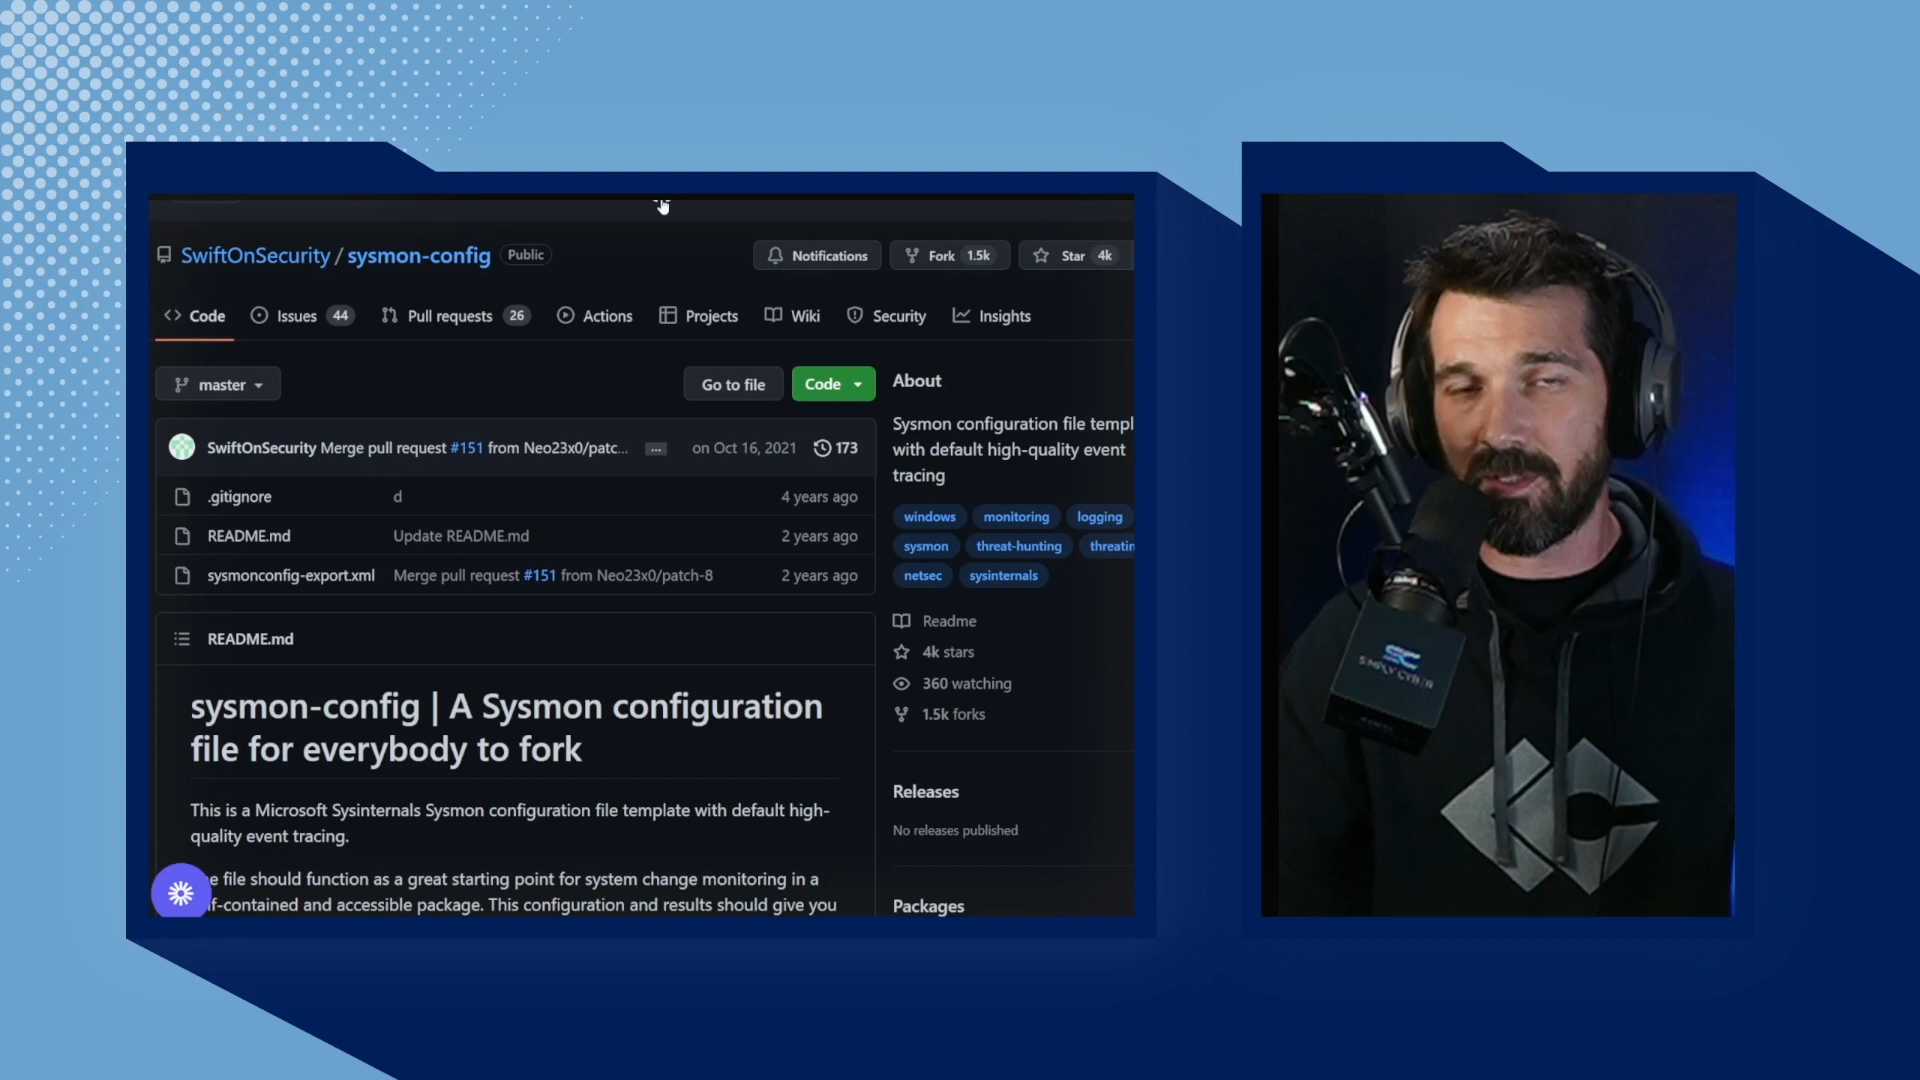 SwiftOnSecurity / sysmon-config Public
Notifications Fork 1.5k Star 4k
Code Issues 44 Pull requests 26 Actions Projects Wiki Security Insights
master Go to file Code
SwiftOnSecurity Merge pull request #151 from Neo23x0/patc... ... on Oct 16, 2021 173
.gitignore d 4 years ago
README.md Update README.md 2 years ago
sysmonconfig-export.xml Merge pull request #151 from Neo23x0/patch-8 2 years ago
README.md
sysmon-config | A Sysmon configuration
file for everybody to fork
This is a Microsoft Sysinternals Sysmon configuration file template with default high-
quality event tracing.
e file should function as a great starting point for system change monitoring in a
f-contained and accessible package. This configuration and results should give you
About
Sysmon configuration file templ
with default high-quality event
tracing
windows monitoring logging
sysmon threat-hunting threatin
netsec sysinternals
Readme
4k stars
360 watching
1.5k forks
Releases
No releases published
Packages
SIMPLY CYBER